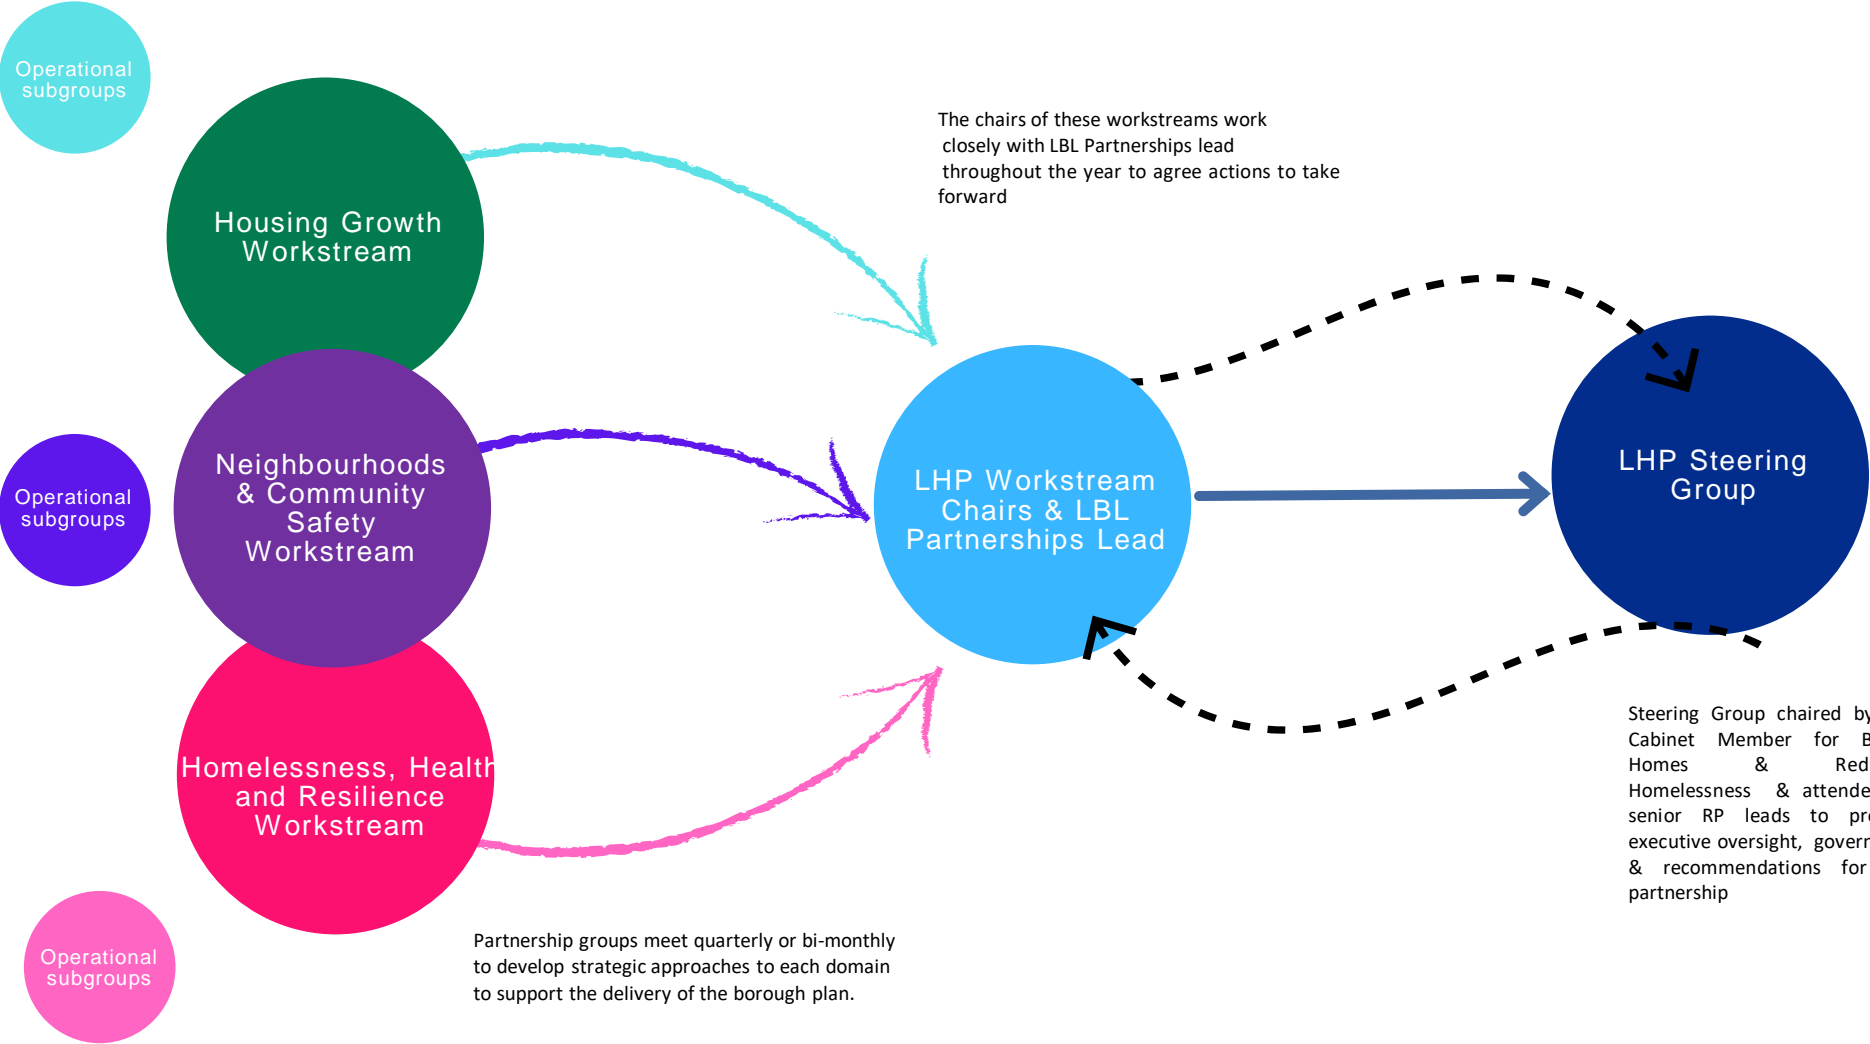 Operational
subgroups
Housing Growth
Workstream
The chairs of these workstreams work
closely with LBL Partnerships lead
throughout the year to agree actions to take
forward
Operational
subgroups
Neighbourhoods
& Community
Safety
Workstream
LHP Workstream
Chairs & LBL
Partnerships Lead
LHP Steering
Group
Homelessness, Health
and Resilience
Workstream
Steering Group chaired by
Cabinet Member for
Homes &
Homelessness &
senior RP leads to
executive oversight,
& recommendations for
partnership
Operational
subgroups
Partnership groups meet quarterly or bi-monthly
to develop strategic approaches to each domain
to support the delivery of the borough plan.